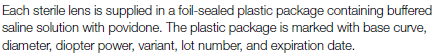 Each sterile lens is supplied in a foil-sealed plastic package containing buffered
saline solution with povidone. The plastic package is marked with base curve,
diameter, diopter power, variant, lot number, and expiration date.